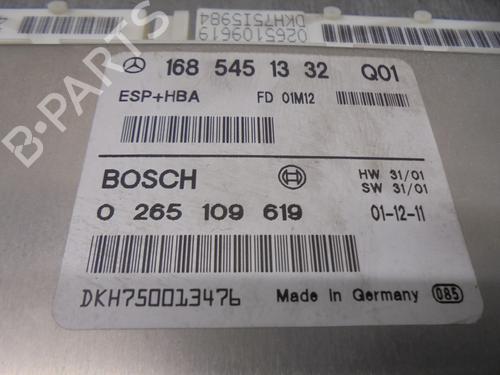 0265109619
DKH75I5984
168 545 13 32 Q01
ESP+HBA FD 01M12
BOSCH HW 31/01
SW 31/01
0 265 109 619 01-12-11
DKH750013476 Made in Germany 085
B-PARTS